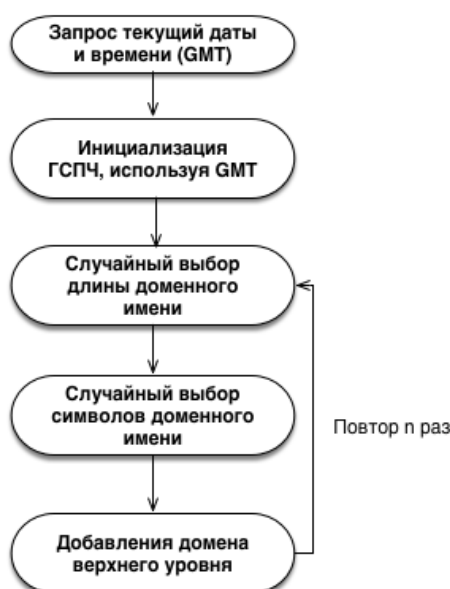 Запрос текущий даты
и времени (GMT)
Инициализация
ГСПЧ, используя GMT
Случайный выбор
длины доменного
имени
Случайный выбор
символов доменного
имени
Повтор n раз
Добавления домена
верхнего уровня